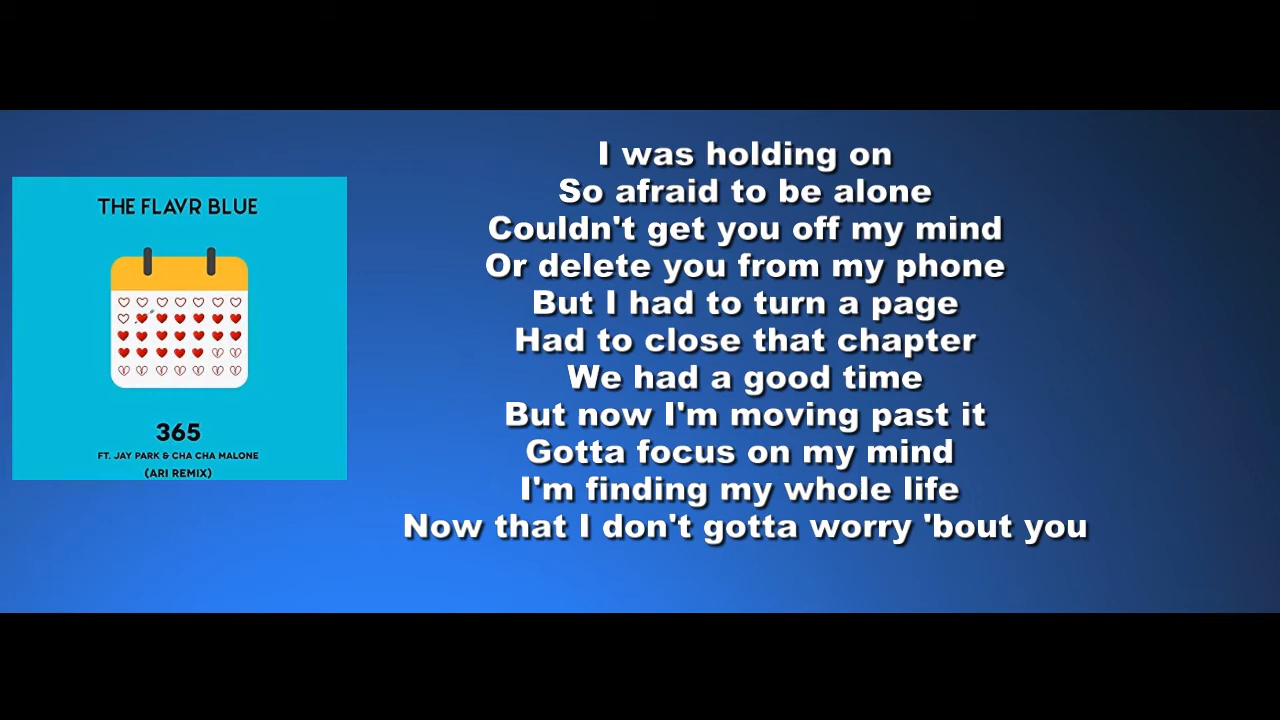 THE FLAVR BLUE
365
FT. JAY PARK & CHA CHA MALONE
(ARI REMIX)
I was holding on
So afraid to be alone
Couldn't get you off my mind
Or delete you from my phone
But I had to turn a page
Had to close that chapter
We had a good time
But now I'm moving past it
Gotta focus on my mind
I'm finding my whole life
Now that I don't gotta worry 'bout you